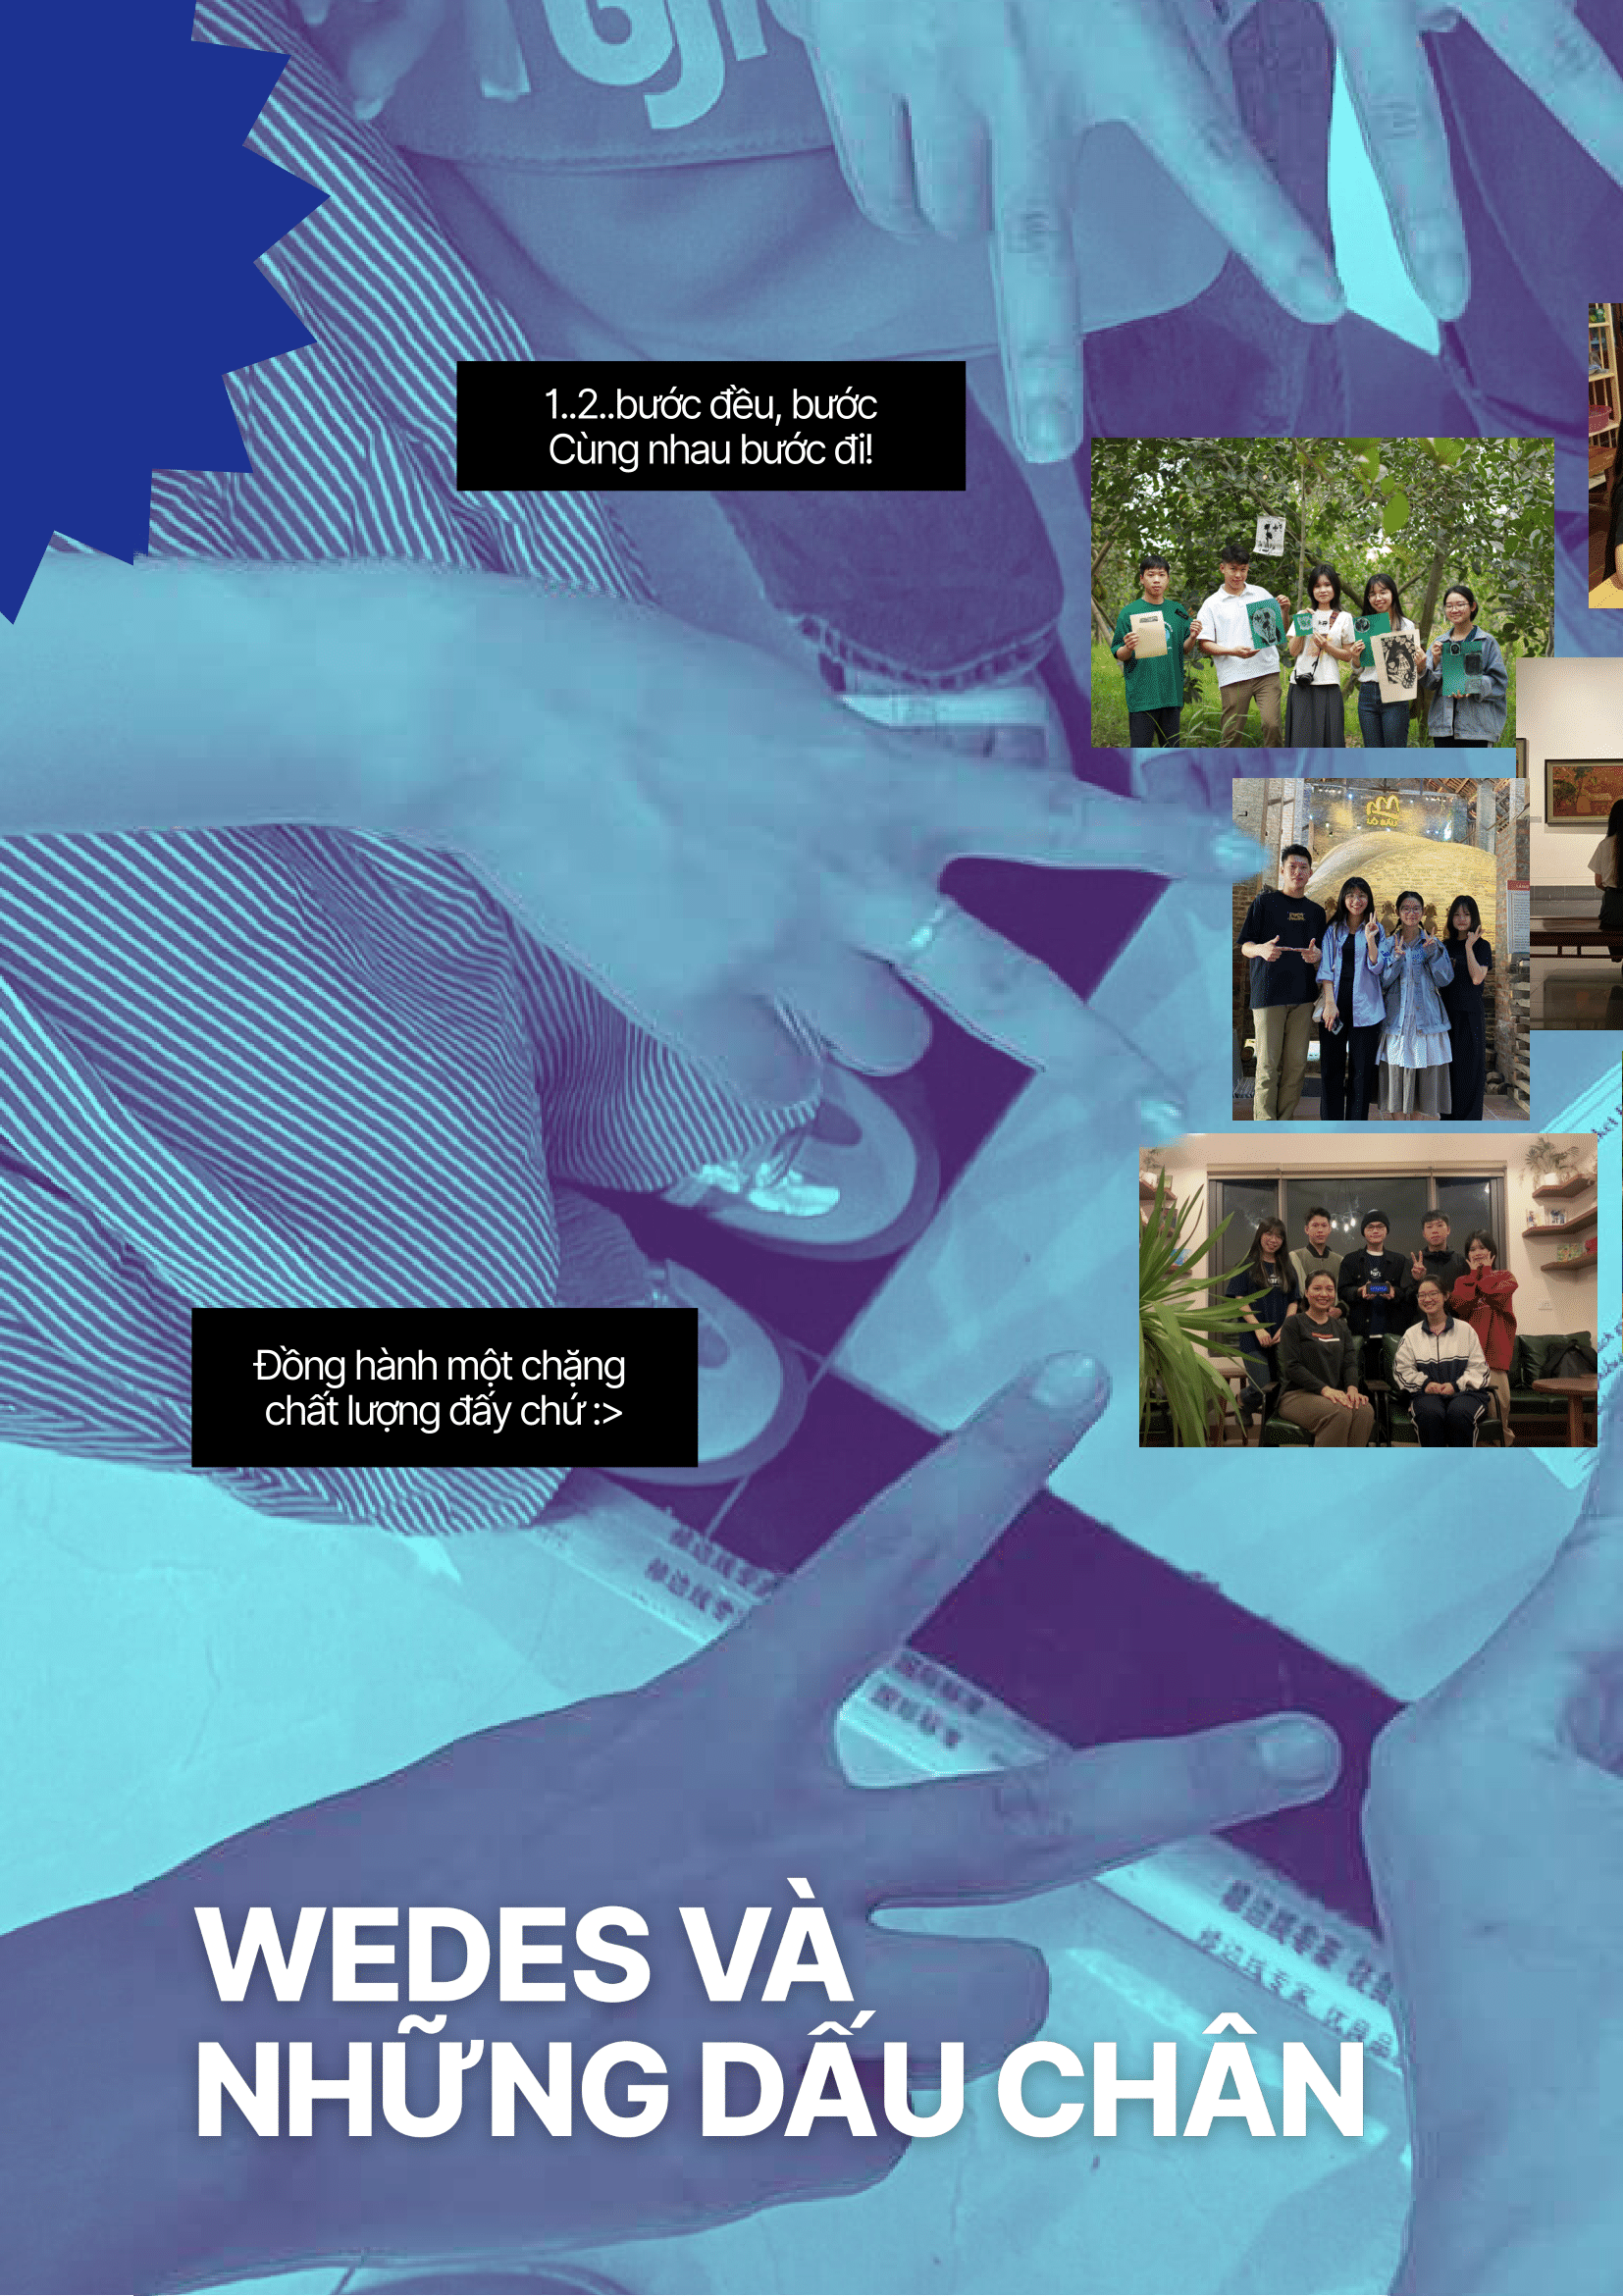 1..2..bước đều, bước
Cùng nhau bước đi!
Đồng hành một chặng
chất lượng đấy chứ :>
WEDES VÀ
NHỮNG DẤU CHÂN